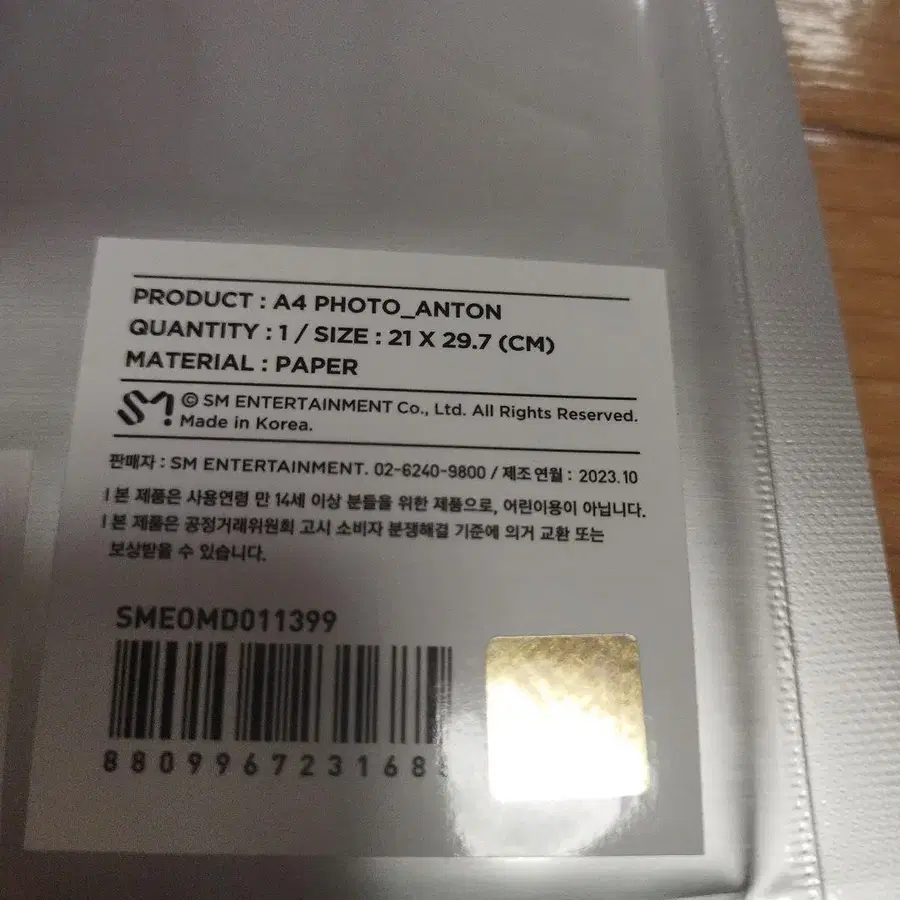 PRODUCT : A4 PHOTO_ANTON
QUANTITY : 1 / SIZE : 21 X 29.7 (CM)
MATERIAL : PAPER
SM © SM ENTERTAINMENT Co., Ltd. All Rights Reserved.
Made in Korea.
판매자 : SM ENTERTAINMENT. 02-6240-9800 / 제조연월 : 2023.10
l 본 제품은 사용연령 만 14세 이상 분들을 위한 제품으로, 어린이용이 아닙니다.
l 본 제품은 공정거래위원회 고시 소비자 분쟁해결 기준에 의거 교환 또는
보상받을 수 있습니다.
SMEOMD011399
880996723168